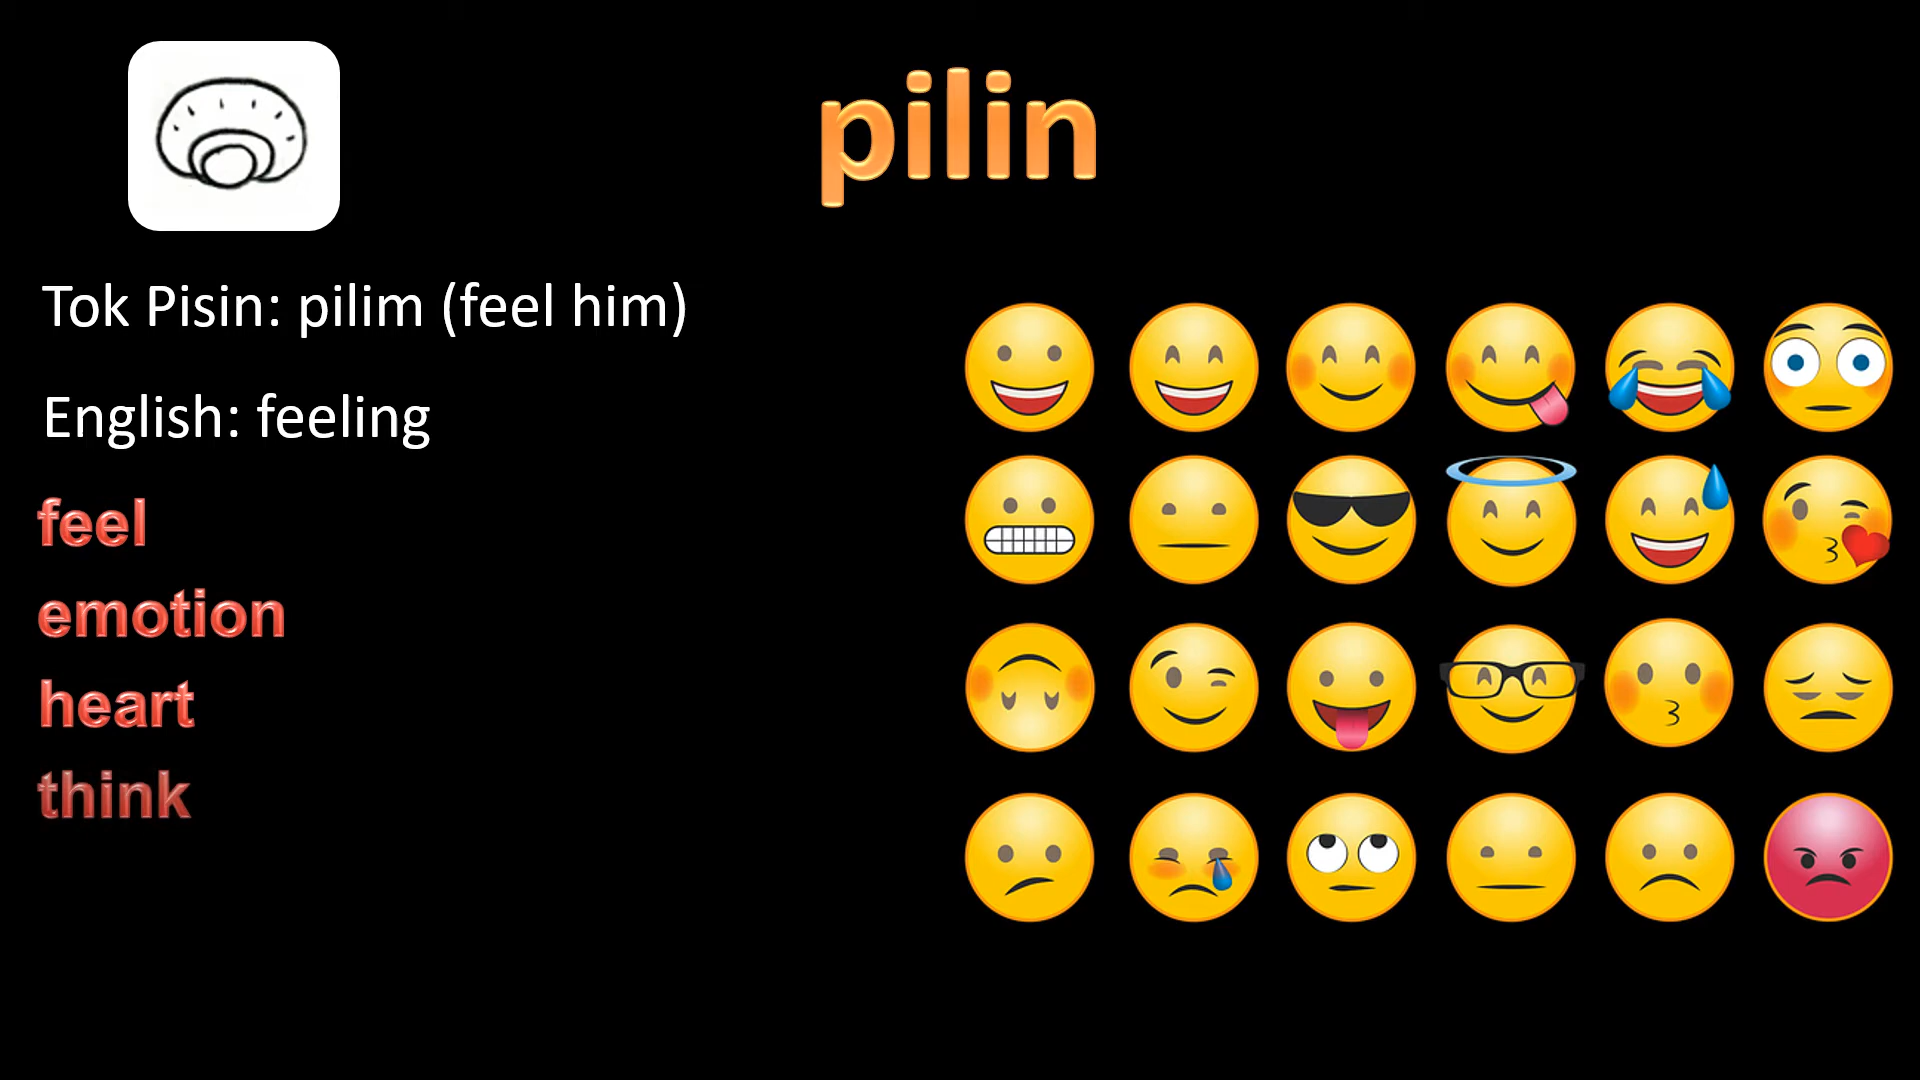 pilin
Tok Pisin: pilim (feel him)
English: feeling
feel
emotion
heart
think